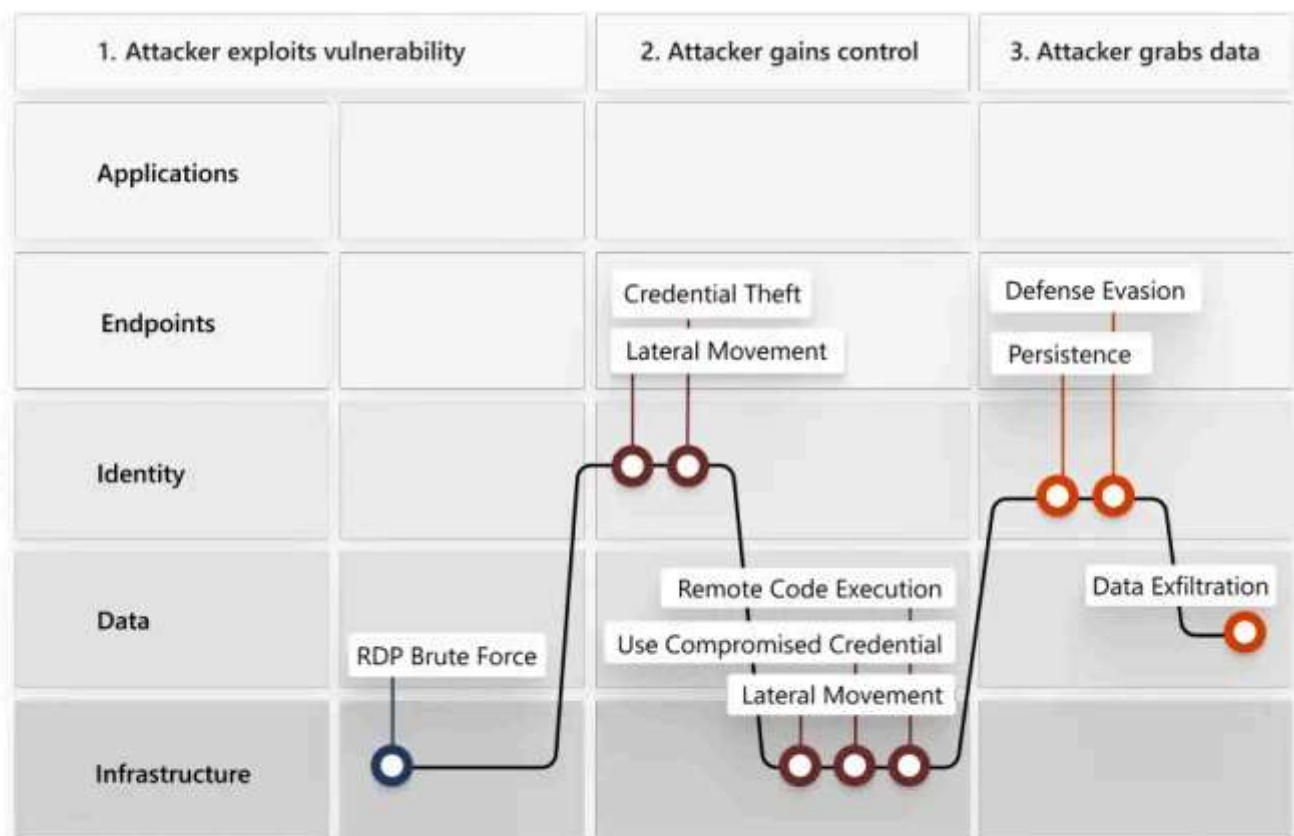 1. Attacker exploits vulnerability
2. Attacker gains control
3. Attacker grabs data
Applications
Endpoints
Credential Theft
Lateral Movement
Defense Evasion
Persistence
Identity
Data
RDP Brute Force
Remote Code Execution
Use Compromised Credential
Lateral Movement
Data Exfiltration
Infrastructure